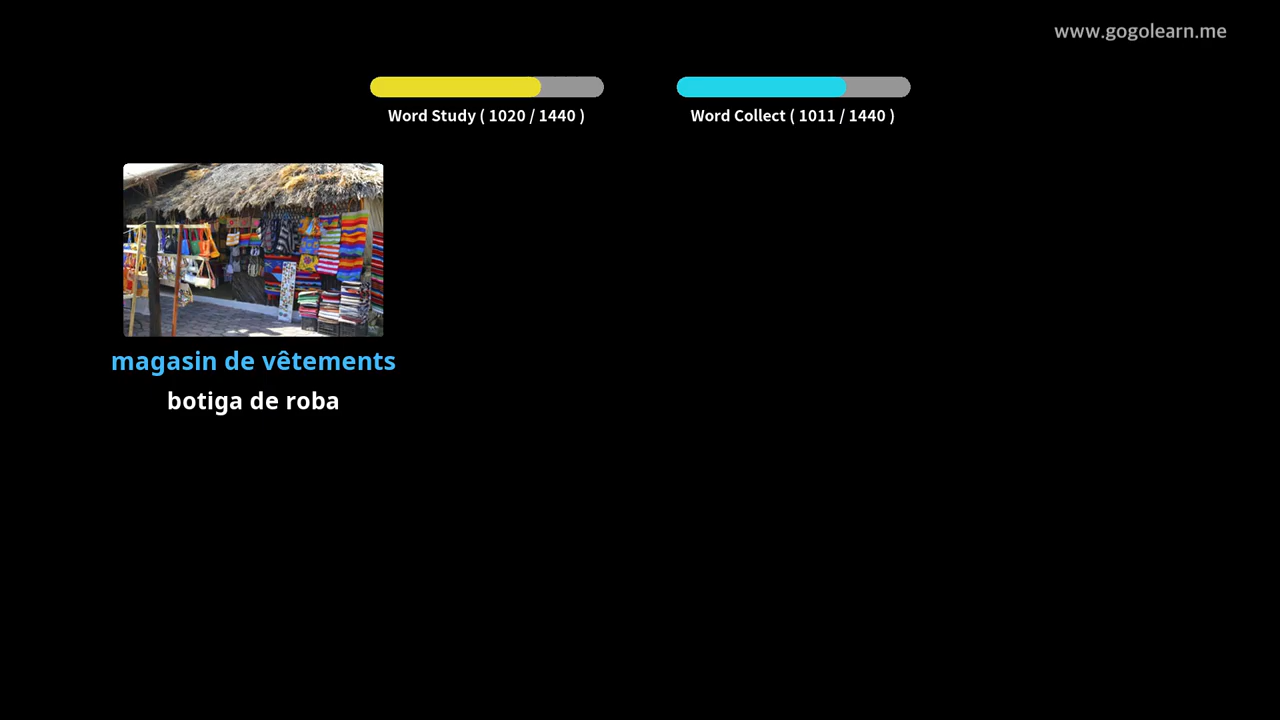 www.gogolearn.me
Word Study ( 1020 / 1440 )
Word Collect ( 1011 / 1440 )
magasin de vêtements
botiga de roba